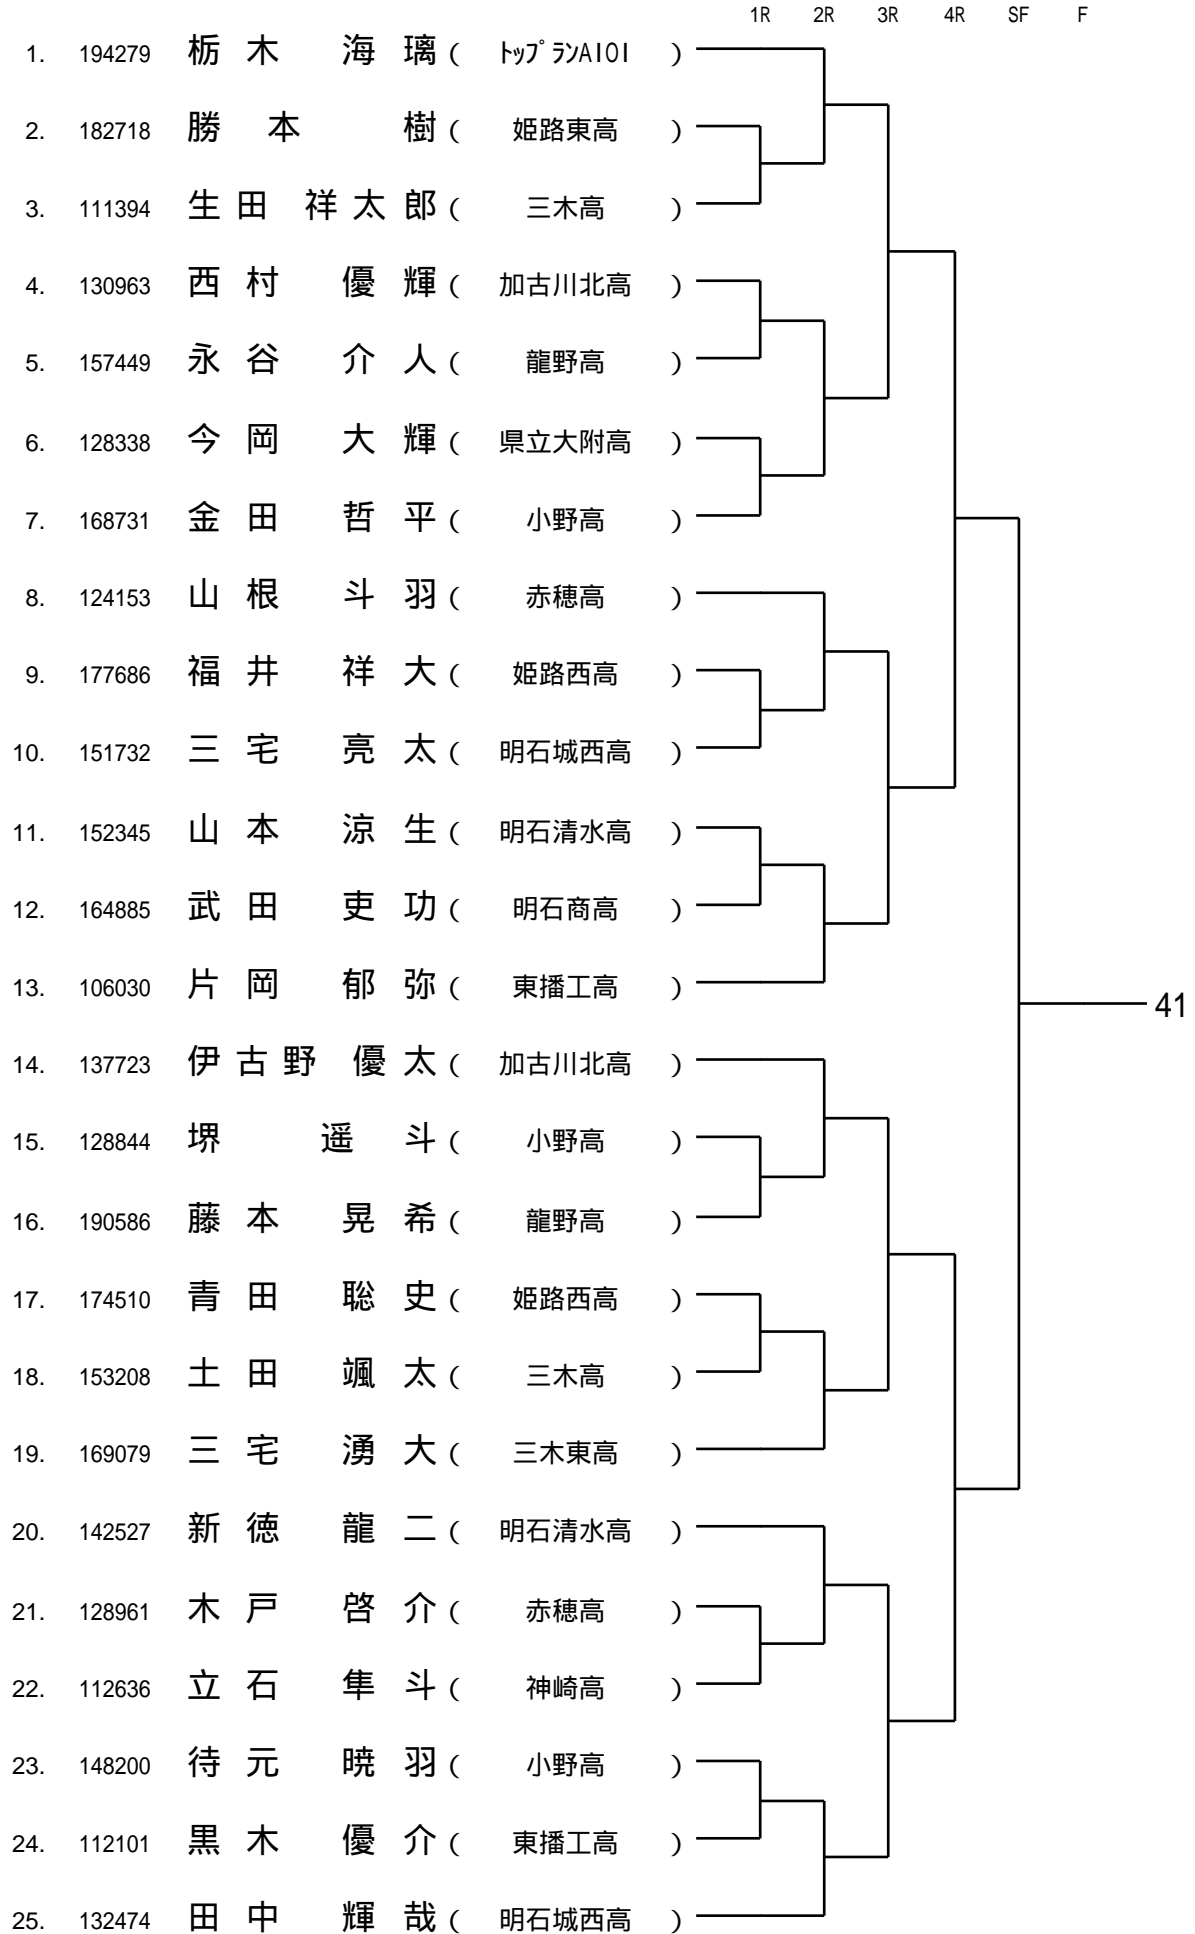 1R 2R 3R 4R SF F
1. 194279 栃木 海璃 ( トップランAIOI )
2. 182718 勝本 樹 ( 姫路東高 )
3. 111394 生田 祥太郎 ( 三木高 )
4. 130963 西村 優輝 ( 加古川北高 )
5. 157449 永谷 介人 ( 龍野高 )
6. 128338 今岡 大輝 ( 県立大附高 )
7. 168731 金田 哲平 ( 小野高 )
8. 124153 山根 斗羽 ( 赤穂高 )
9. 177686 福井 祥大 ( 姫路西高 )
10. 151732 三宅 亮太 ( 明石城西高 )
11. 152345 山本 涼生 ( 明石清水高 )
12. 164885 武田 吏功 ( 明石商高 )
13. 106030 片岡 郁弥 ( 東播工高 )
41
14. 137723 伊古野 優太 ( 加古川北高 )
15. 128844 堺 遥斗 ( 小野高 )
16. 190586 藤本 晃希 ( 龍野高 )
17. 174510 青田 聡史 ( 姫路西高 )
18. 153208 土田 颯太 ( 三木高 )
19. 169079 三宅 湧大 ( 三木東高 )
20. 142527 新徳 龍二 ( 明石清水高 )
21. 128961 木戸 啓介 ( 赤穂高 )
22. 112636 立石 隼斗 ( 神崎高 )
23. 148200 待元 暁羽 ( 小野高 )
24. 112101 黒木 優介 ( 東播工高 )
25. 132474 田中 輝哉 ( 明石城西高 )